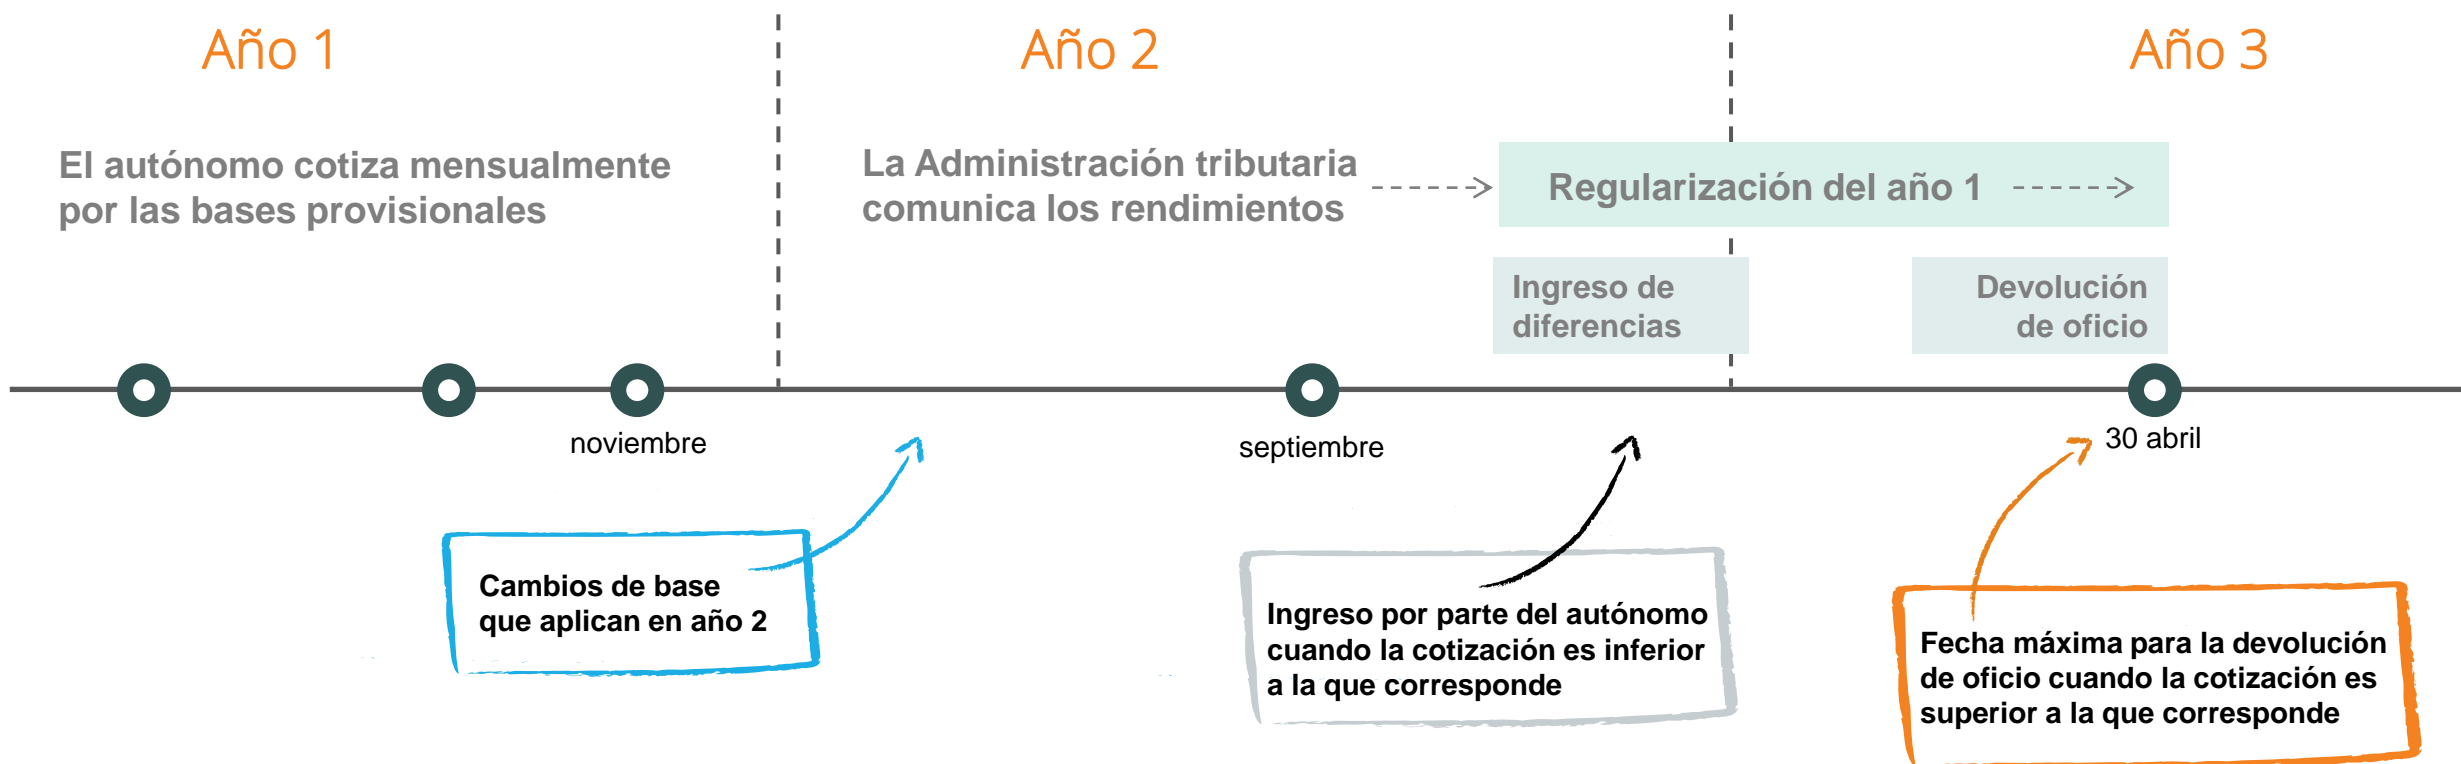 Año 1
Año 2
Año 3
El autónomo cotiza mensualmente
por las bases provisionales
La Administración tributaria
comunica los rendimientos
Regularización del año 1
Ingreso de
diferencias
Devolución
de oficio
noviembre
septiembre
30 abril
Cambios de base
que aplican en año 2
Ingreso por parte del autónomo
cuando la cotización es inferior
a la que corresponde
Fecha máxima para la devolución
de oficio cuando la cotización es
superior a la que corresponde